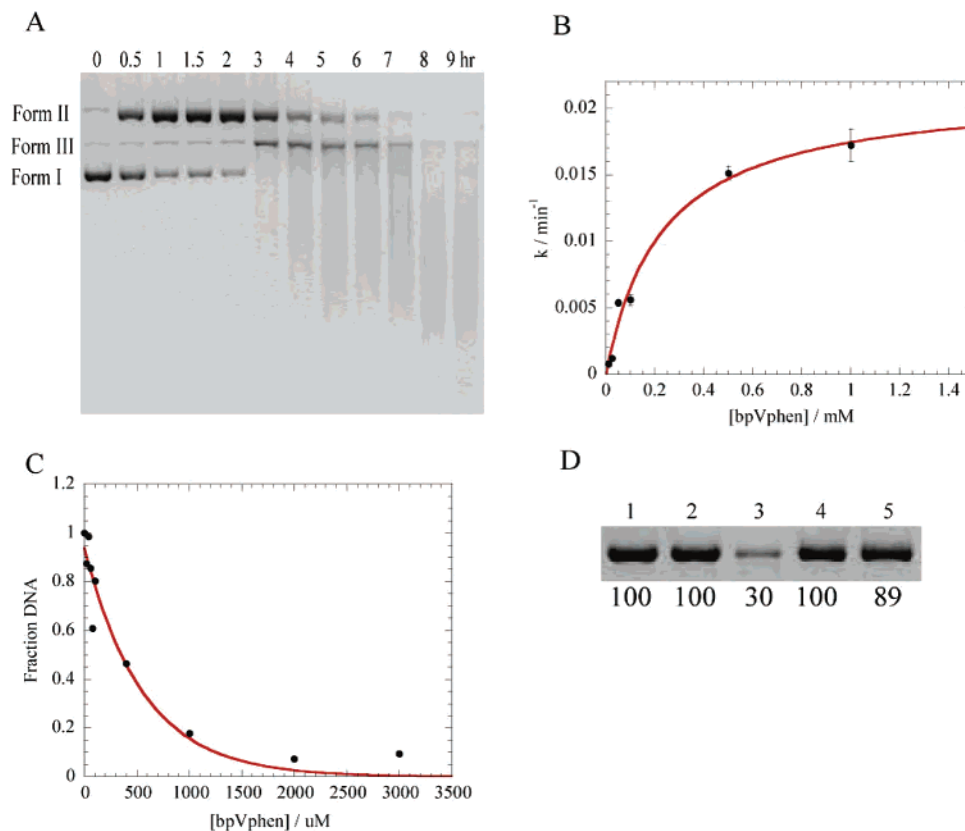 A
0 0.5 1 1.5 2 3 4 5 6 7 8 9 hr
Form II
Form III
Form I
B
0.02
0.015
0.01
0.005
0
k / min⁻¹
0.2 0.4 0.6 0.8 1 1.2 1.4
[bpVphen] / mM
C
1.2
1
0.8
0.6
0.4
0.2
0
Fraction DNA
0 500 1000 1500 2000 2500 3000 3500
[bpVphen] / uM
D
1 2 3 4 5
100 100 30 100 89